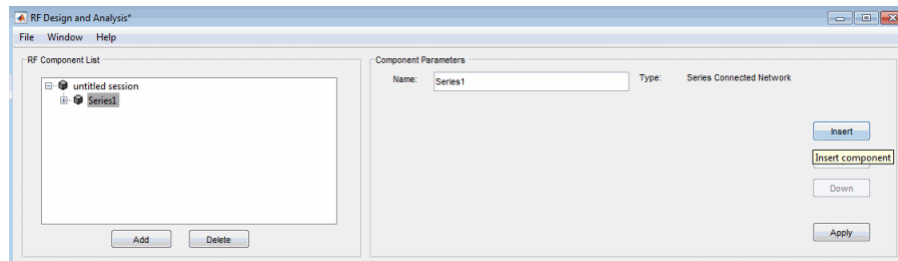 RF Design and Analysis*
File Window Help
RF Component List
untitled session
Series1
Add Delete
Component Parameters
Name: Series1 Type: Series Connected Network
Insert
Insert component
Down
Apply